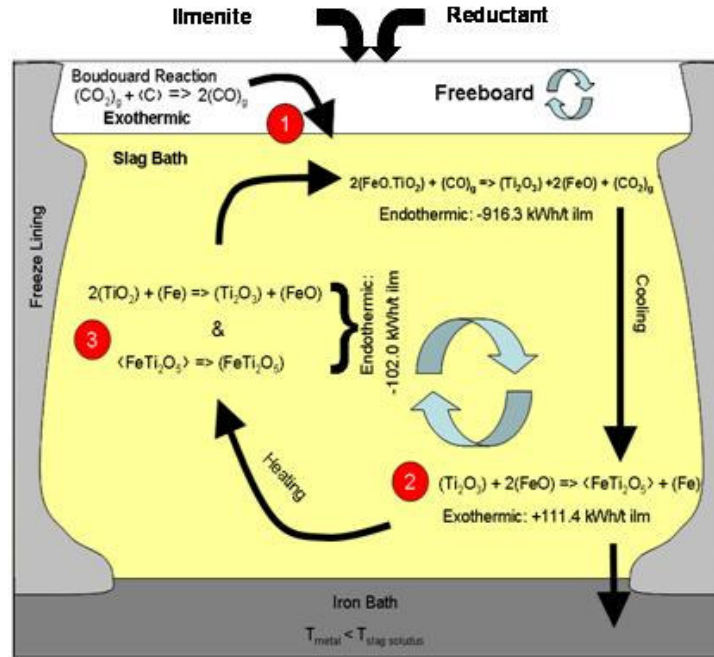 Ilmenite
Reductant
Boudouard Reaction
(CO₂)g + ‹C› => 2(CO)g
Exothermic
1
Freeboard
Slag Bath
2(FeO.TiO₂) + (CO)g => (Ti₂O₃) +2(FeO) + (CO₂)g
Endothermic: -916.3 kWh/t ilm
Freeze Lining
Cooling
2(TiO₂) + (Fe) => (Ti₂O₃) + (FeO)
3
&
‹FeTi₂O₅› => (FeTi₂O₅)
Endothermic:
-102.0 kWh/t ilm
Heating
2
(Ti₂O₃) + 2(FeO) => ‹FeTi₂O₅› + (Fe)
Exothermic: +111.4 kWh/t ilm
Iron Bath
Tmetal < Tslag solutus